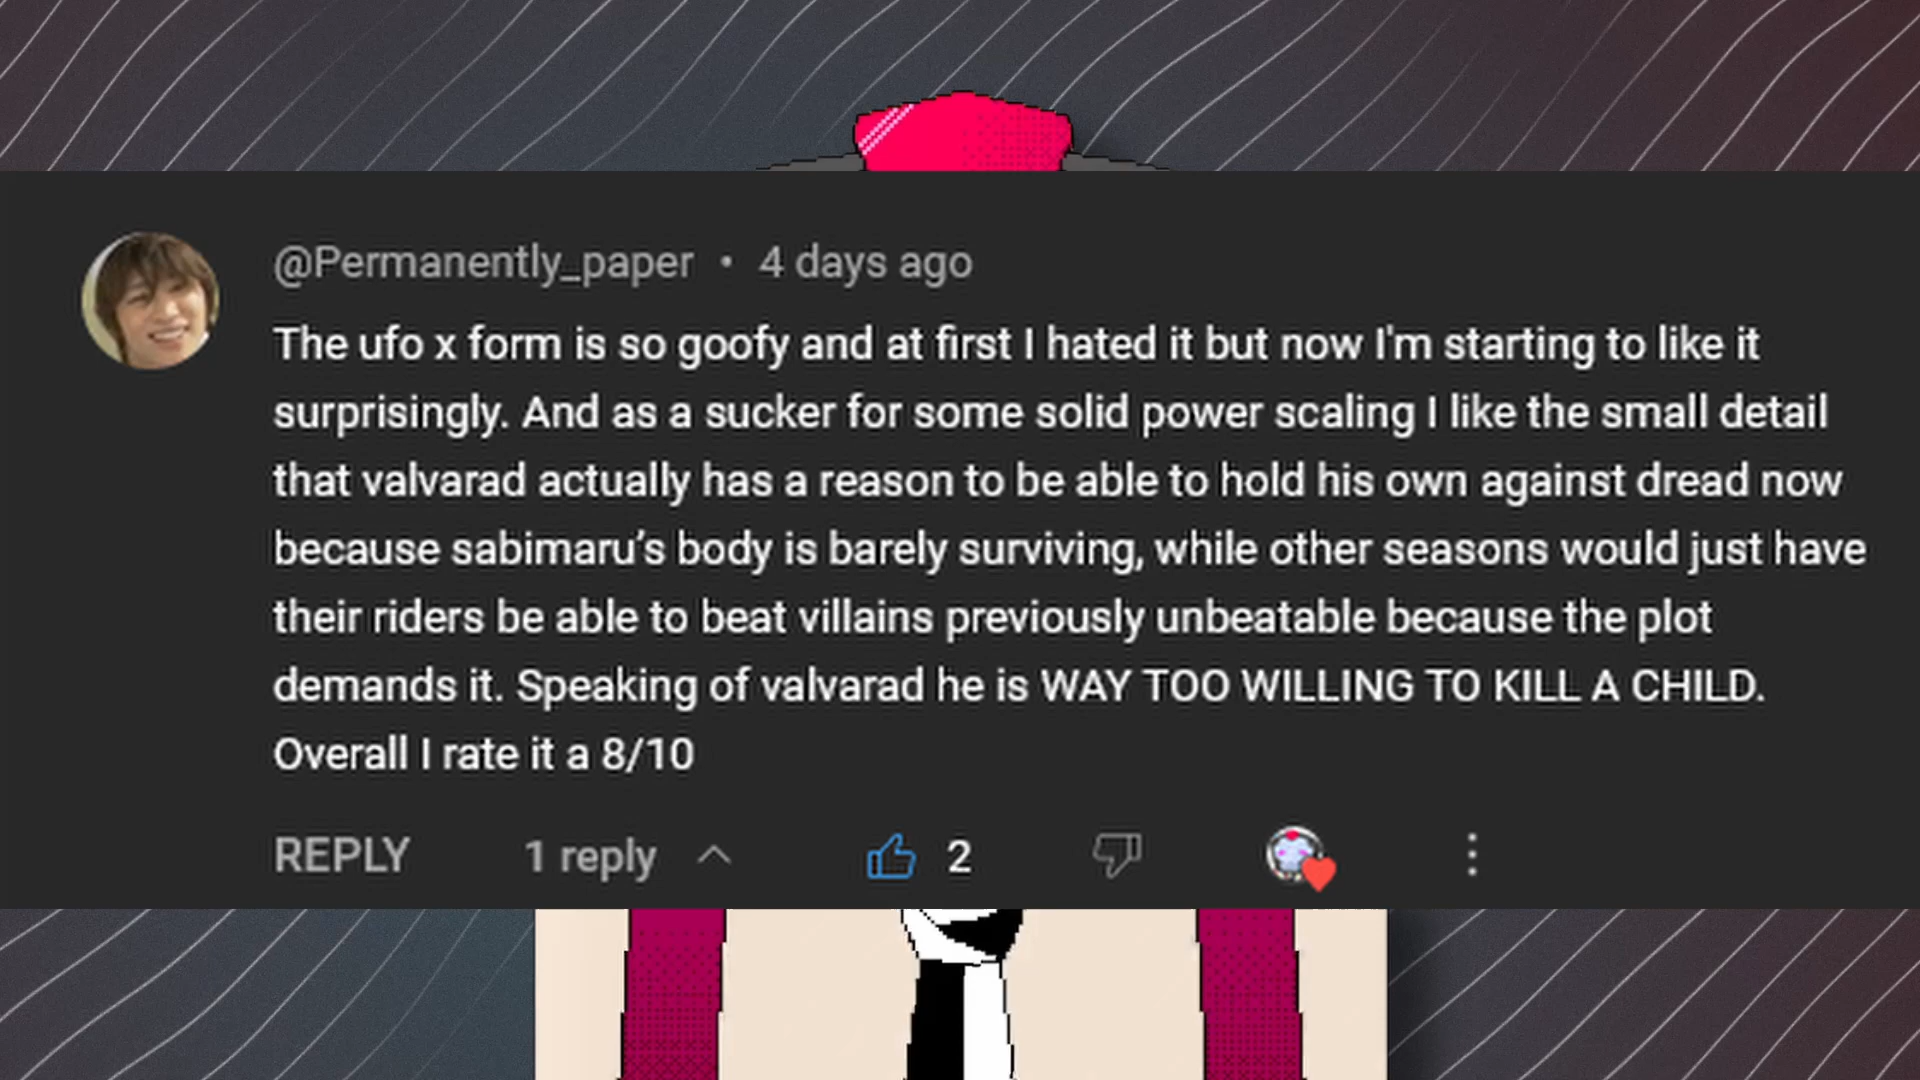 @Permanently_paper • 4 days ago
The ufo x form is so goofy and at first I hated it but now I'm starting to like it
surprisingly. And as a sucker for some solid power scaling I like the small detail
that valvarad actually has a reason to be able to hold his own against dread now
because sabimaru’s body is barely surviving, while other seasons would just have
their riders be able to beat villains previously unbeatable because the plot
demands it. Speaking of valvarad he is WAY TOO WILLING TO KILL A CHILD.
Overall I rate it a 8/10
REPLY 1 reply 2